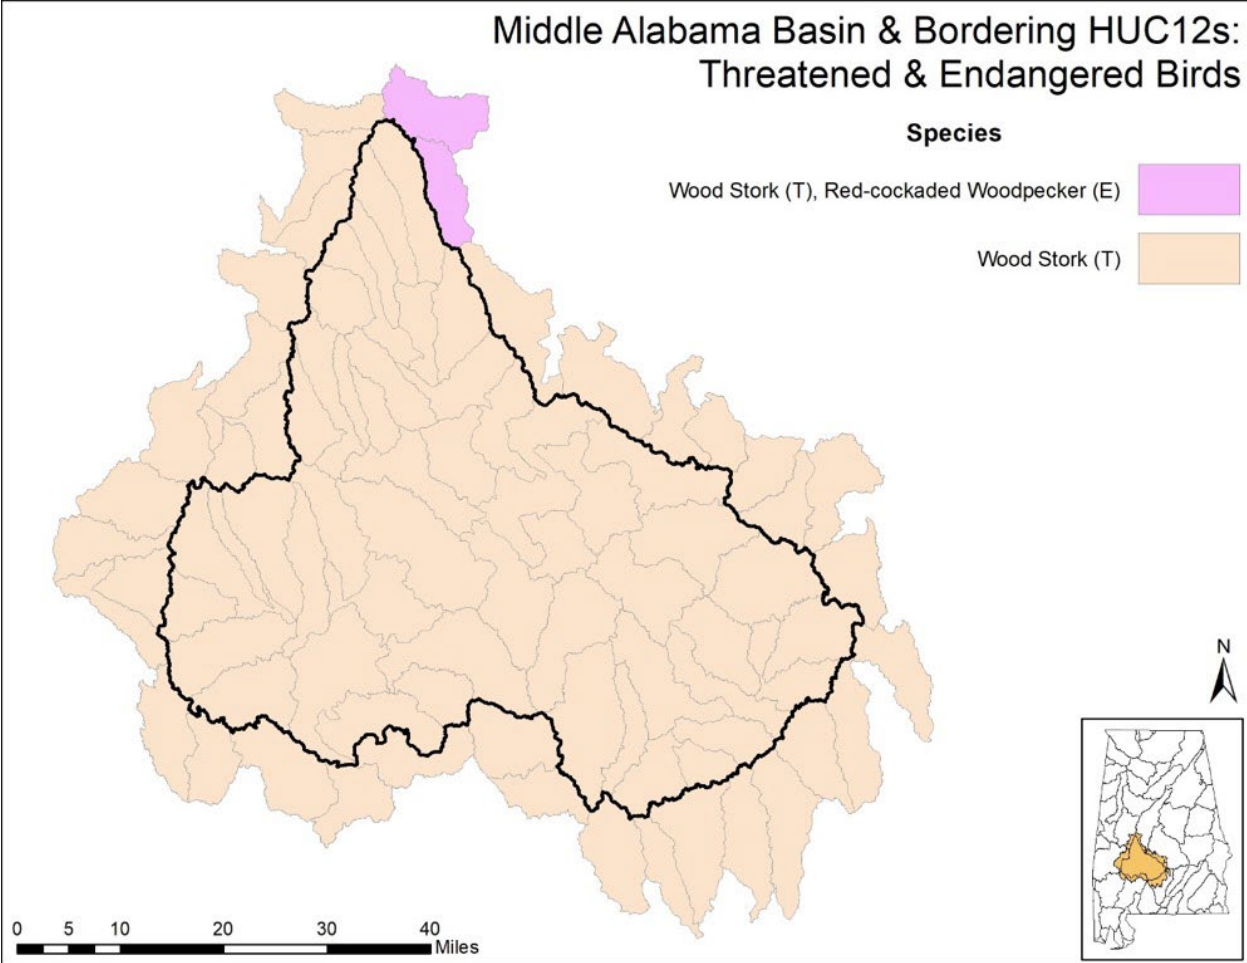 Middle Alabama Basin & Bordering HUC12s:
Threatened & Endangered Birds
Species
Wood Stork (T), Red-cockaded Woodpecker (E)
Wood Stork (T)
N
0 5 10 20 30 40
Miles